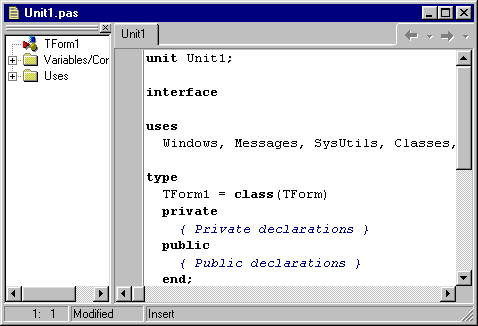 Unit1.pas
TForm1
Variables/Cor
Uses
Unit1
unit Unit1;
interface
uses
Windows, Messages, SysUtils, Classes,
type
TForm1 = class(TForm)
private
{ Private declarations }
public
{ Public declarations }
end;
1: 1 Modified Insert